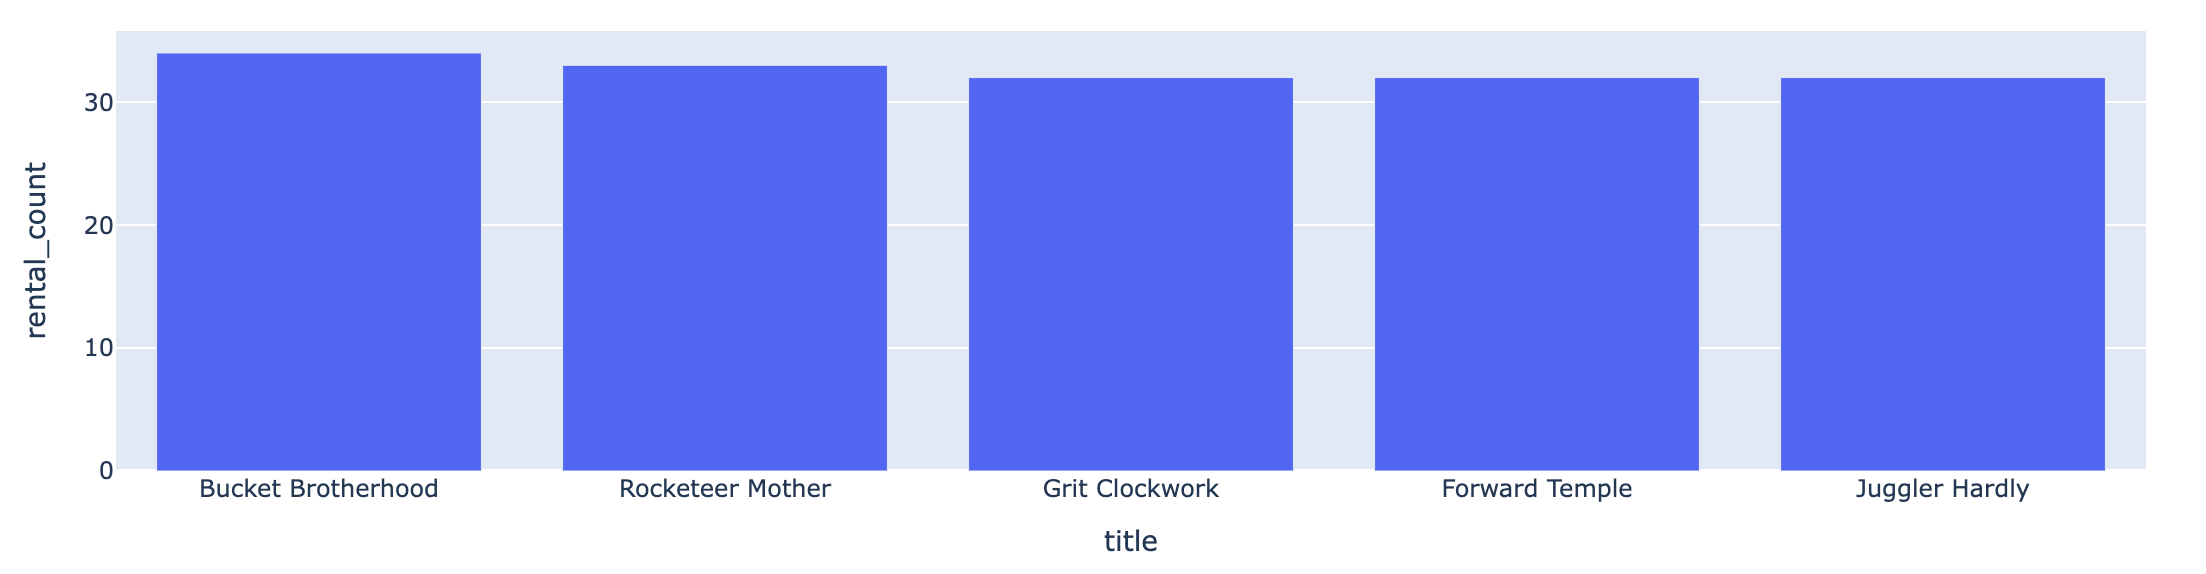 rental_count
30
20
10
0
Bucket Brotherhood
Rocketeer Mother
Grit Clockwork
Forward Temple
Juggler Hardly
title